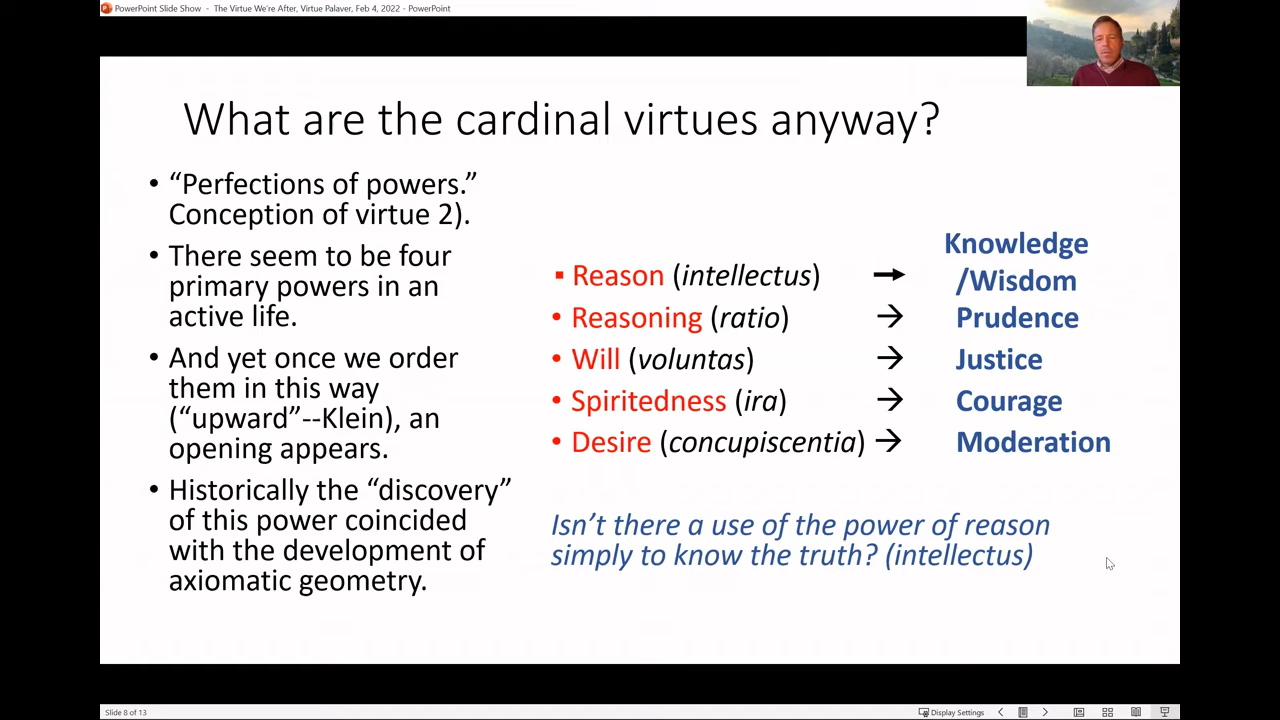 PowerPoint Slide Show - The Virtue We're After, Virtue Palaver, Feb 4, 2022 - PowerPoint
What are the cardinal virtues anyway?
• “Perfections of powers.”
Conception of virtue 2).
• There seem to be four
primary powers in an
active life.
• And yet once we order
them in this way
(“upward”--Klein), an
opening appears.
• Historically the “discovery”
of this power coincided
with the development of
axiomatic geometry.
▪ Reason (intellectus) → Knowledge
/Wisdom
• Reasoning (ratio) → Prudence
• Will (voluntas) → Justice
• Spiritedness (ira) → Courage
• Desire (concupiscentia) → Moderation
Isn’t there a use of the power of reason
simply to know the truth? (intellectus)
Slide 8 of 13
Display Settings